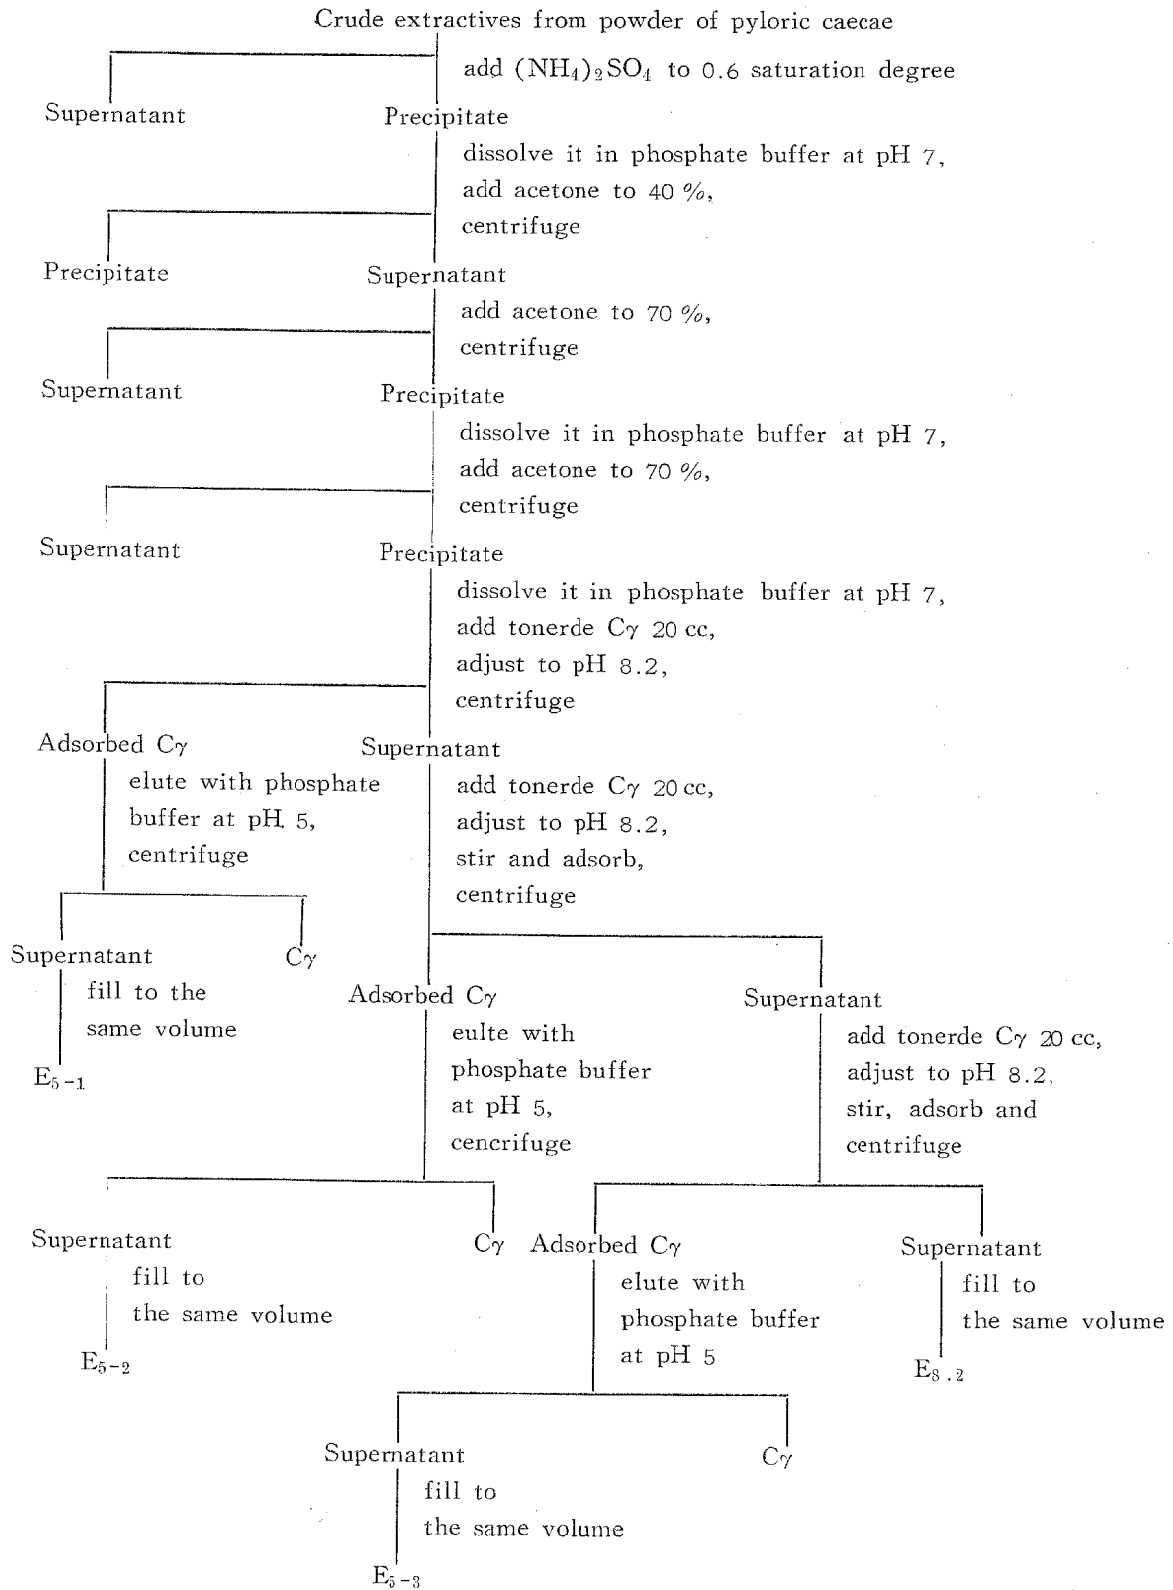 Crude extractives from powder of pyloric caecae
add (NH₄)₂SO₄ to 0.6 saturation degree
Supernatant
Precipitate
dissolve it in phosphate buffer at pH 7,
add acetone to 40 %,
centrifuge
Precipitate
Supernatant
add acetone to 70 %,
centrifuge
Supernatant
Precipitate
dissolve it in phosphate buffer at pH 7,
add acetone to 70 %,
centrifuge
Supernatant
Precipitate
dissolve it in phosphate buffer at pH 7,
add tonerde Cγ 20 cc,
adjust to pH 8.2,
centrifuge
Adsorbed Cγ
elute with phosphate
buffer at pH 5,
centrifuge
Supernatant
add tonerde Cγ 20 cc,
adjust to pH 8.2,
stir and adsorb,
centrifuge
Supernatant
fill to the
same volume
E₅₋₁
Cγ
Adsorbed Cγ
eulte with
phosphate buffer
at pH 5,
cencrifuge
Supernatant
add tonerde Cγ 20 cc,
adjust to pH 8.2,
stir, adsorb and
centrifuge
Supernatant
fill to
the same volume
E₅₋₂
Cγ
Adsorbed Cγ
elute with
phosphate buffer
at pH 5
Supernatant
fill to
the same volume
E₈.₂
Supernatant
fill to
the same volume
E₅₋₃
Cγ